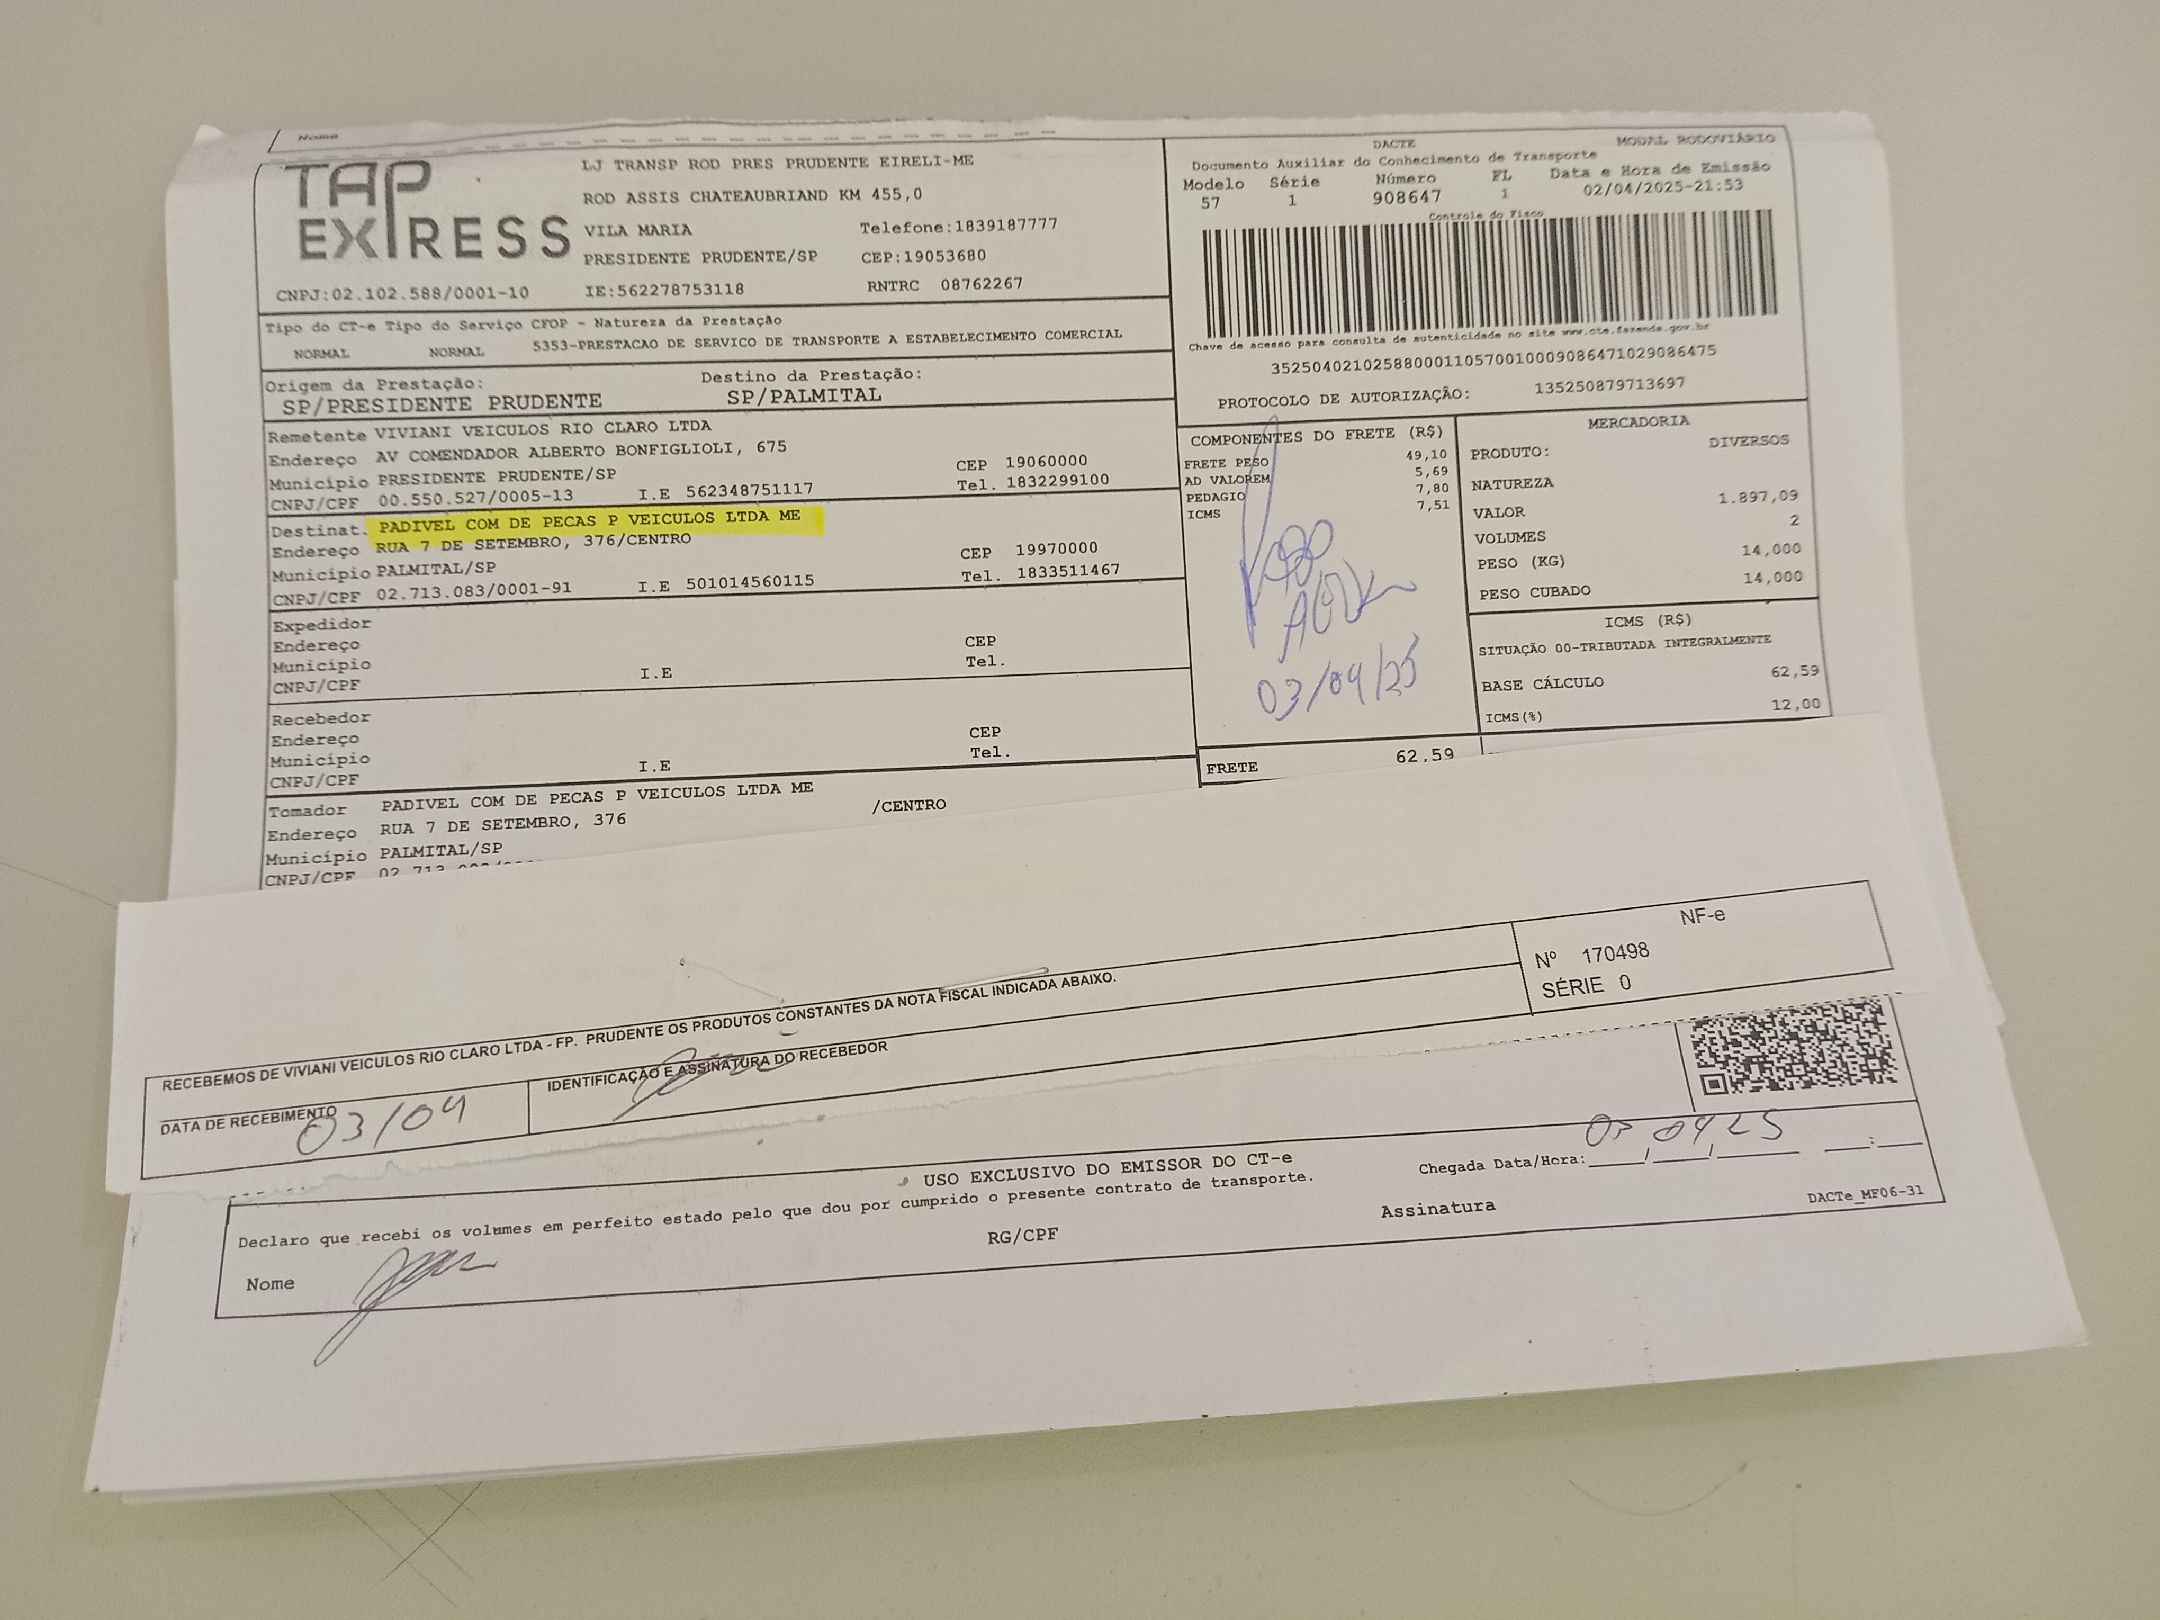 Nome
TAP
EXPRESS
CNPJ:02.102.588/0001-10
LJ TRANSP ROD PRES PRUDENTE EIRELI-ME
ROD ASSIS CHATEAUBRIAND KM 455,0
VILA MARIA Telefone:1839187777
PRESIDENTE PRUDENTE/SP CEP:19053680
IE:562278753118 RNTRC 08762267
DACTE MODAL RODOVIÁRIO
Documento Auxiliar do Conhecimento de Transporte
Modelo Série Número FL Data e Hora de Emissão
57 1 908647 1 02/04/2025-21:53
Controle do Fisco
Chave de acesso para consulta de autenticidade no site www.cte.fazenda.gov.br
35250402102588000110570010009086471029086475
PROTOCOLO DE AUTORIZAÇÃO: 135250879713697
Tipo do CT-e Tipo do Serviço CFOP - Natureza da Prestação
NORMAL NORMAL 5353-PRESTACAO DE SERVICO DE TRANSPORTE A ESTABELECIMENTO COMERCIAL
Origem da Prestação: Destino da Prestação:
SP/PRESIDENTE PRUDENTE SP/PALMITAL
Remetente VIVIANI VEICULOS RIO CLARO LTDA
Endereço AV COMENDADOR ALBERTO BONFIGLIOLI, 675
Município PRESIDENTE PRUDENTE/SP CEP 19060000
CNPJ/CPF 00.550.527/0005-13 I.E 562348751117 Tel. 1832299100
Destinat. PADIVEL COM DE PECAS P VEICULOS LTDA ME
Endereço RUA 7 DE SETEMBRO, 376/CENTRO
Município PALMITAL/SP CEP 19970000
CNPJ/CPF 02.713.083/0001-91 I.E 501014560115 Tel. 1833511467
Expedidor
Endereço
Município CEP
CNPJ/CPF I.E Tel.
Recebedor
Endereço
Município CEP
CNPJ/CPF I.E Tel.
Tomador PADIVEL COM DE PECAS P VEICULOS LTDA ME
Endereço RUA 7 DE SETEMBRO, 376 /CENTRO
Município PALMITAL/SP
CNPJ/CPF
COMPONENTES DO FRETE (R$)
FRETE PESO 49,10
AD VALOREM 5,69
PEDAGIO 7,80
ICMS 7,51
03/04/25
FRETE 62,59
MERCADORIA
PRODUTO: DIVERSOS
NATUREZA
VALOR 1.897,09
VOLUMES 2
PESO (KG) 14,000
PESO CUBADO 14,000
ICMS (R$)
SITUAÇÃO 00-TRIBUTADA INTEGRALMENTE
BASE CÁLCULO 62,59
ICMS(%) 12,00
RECEBEMOS DE VIVIANI VEICULOS RIO CLARO LTDA - FP. PRUDENTE OS PRODUTOS CONSTANTES DA NOTA FISCAL INDICADA ABAIXO.
DATA DE RECEBIMENTO IDENTIFICAÇÃO E ASSINATURA DO RECEBEDOR
03/04
NF-e
Nº 170498
SÉRIE 0
USO EXCLUSIVO DO EMISSOR DO CT-e
Declaro que recebi os volumes em perfeito estado pelo que dou por cumprido o presente contrato de transporte.
Chegada Data/Hora:____/____/______ ___:___
03 04 25
Nome RG/CPF Assinatura
DACTe_MF06-31